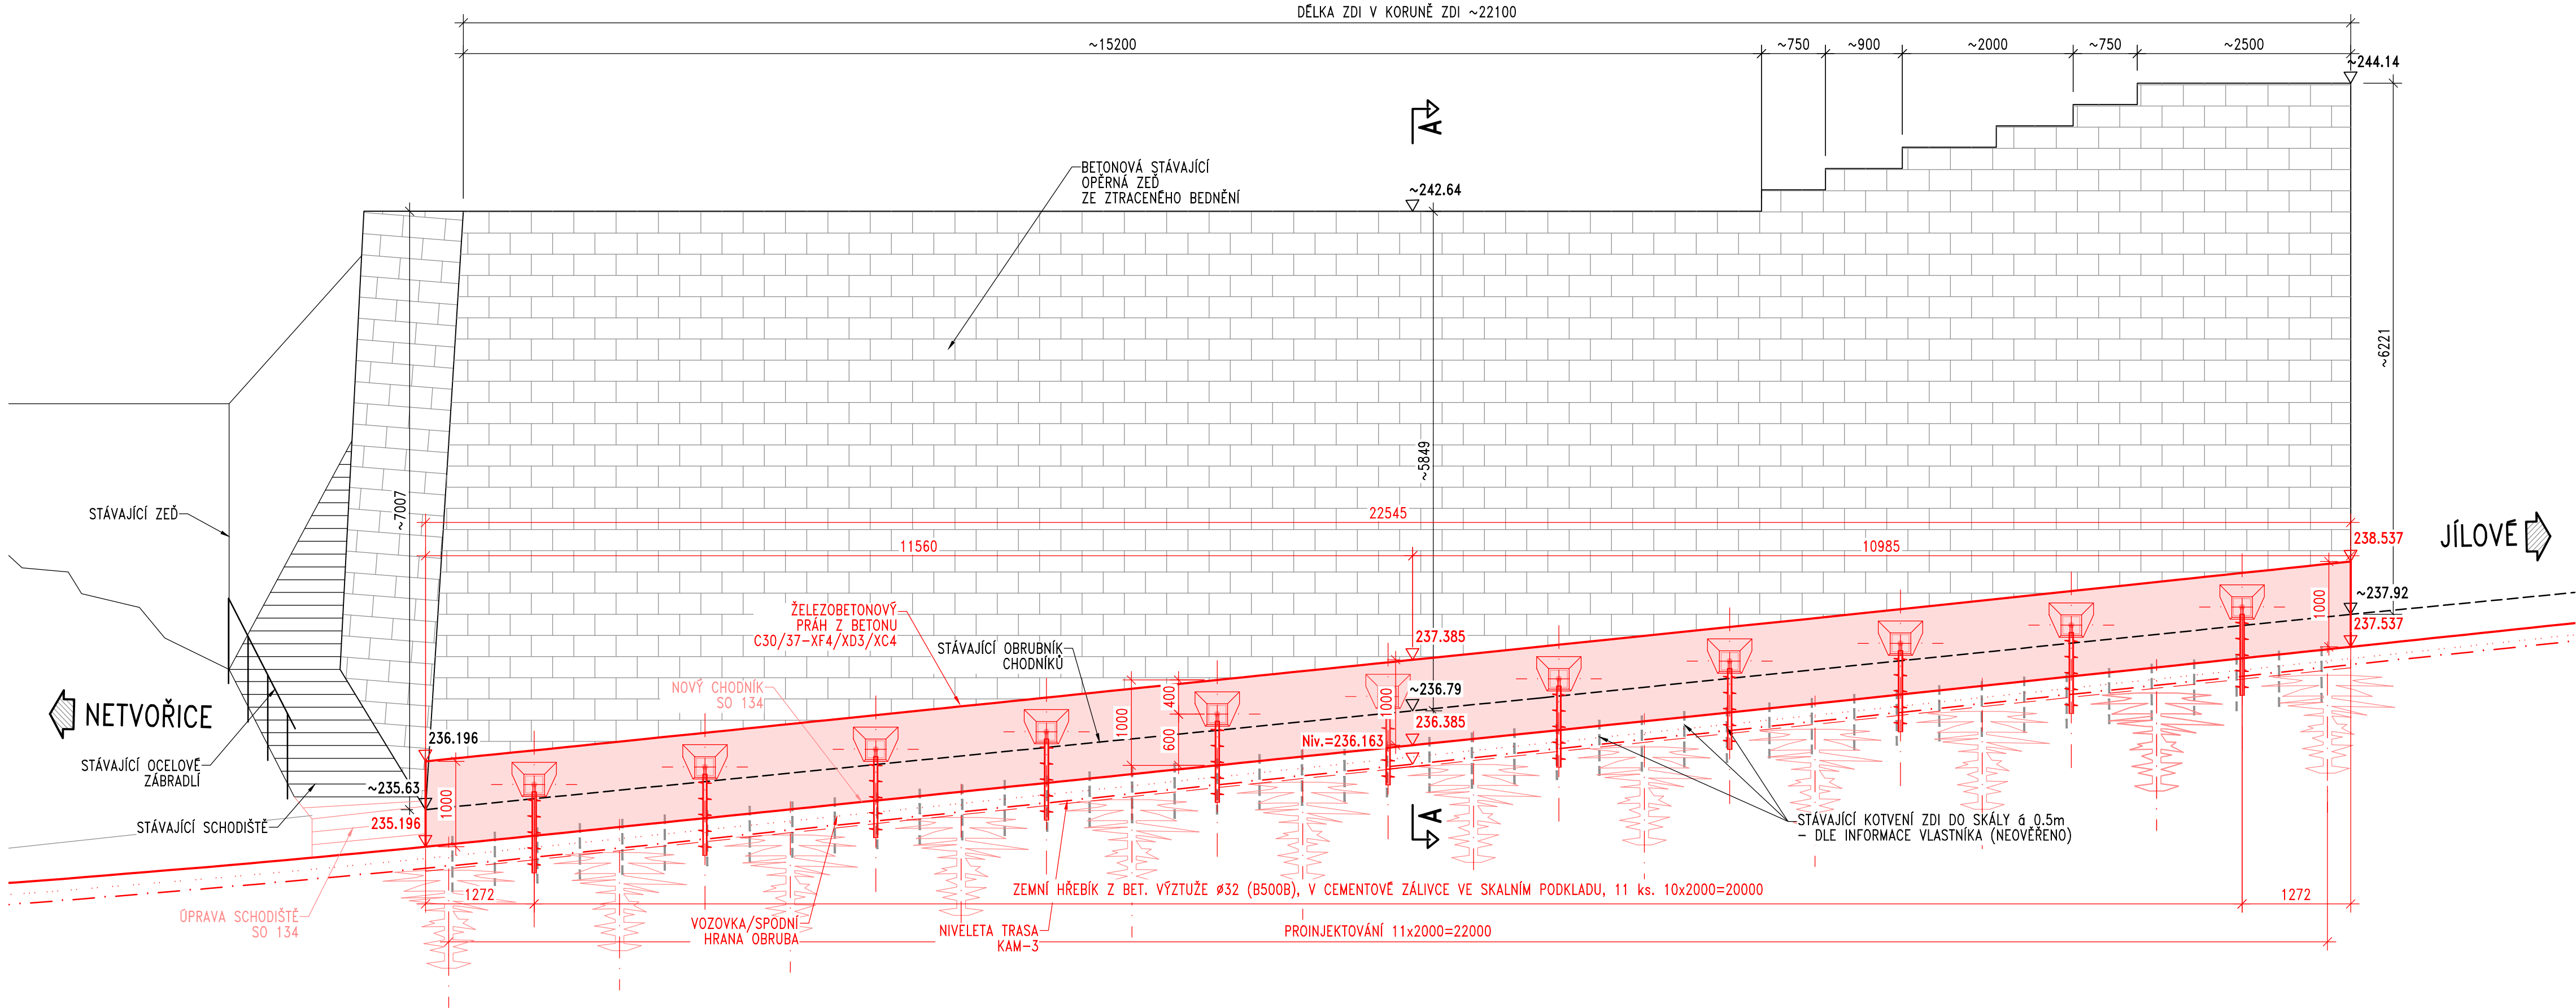 DÉLKA ZDI V KORUNĚ ZDI ~22100
~15200
~750
~900
~2000
~750
~2500
~244.14
A
BETONOVÁ STÁVAJÍCÍ
OPĚRNÁ ZEĎ
ZE ZTRACENÉHO BEDNĚNÍ
~242.64
~6221
~5849
~7007
STÁVAJÍCÍ ZEĎ
22545
11560
10985
JÍLOVÉ
238.537
~237.92
237.537
1000
ŽELEZOBETONOVÝ
PRÁH Z BETONU
C30/37-XF4/XD3/XC4
STÁVAJÍCÍ OBRUBNÍK
CHODNÍKŮ
237.385
~236.79
236.385
1000
Niv.=236.163
NOVÝ CHODNÍK
SO 134
400
1000
600
NETVOŘICE
236.196
STÁVAJÍCÍ OCELOVÉ
ZÁBRADLÍ
~235.63
1000
235.196
STÁVAJÍCÍ SCHODIŠTĚ
A
STÁVAJÍCÍ KOTVENÍ ZDI DO SKÁLY á 0.5m
- DLE INFORMACE VLASTNÍKA (NEOVĚŘENO)
ZEMNÍ HŘEBÍK Z BET. VÝZTUŽE ø32 (B500B), V CEMENTOVÉ ZÁLIVCE VE SKALNÍM PODKLADU, 11 ks. 10x2000=20000
1272
1272
ÚPRAVA SCHODIŠTĚ
SO 134
VOZOVKA/SPODNÍ
HRANA OBRUBA
NIVELETA TRASA
KAM-3
PROINJEKTOVÁNÍ 11x2000=22000